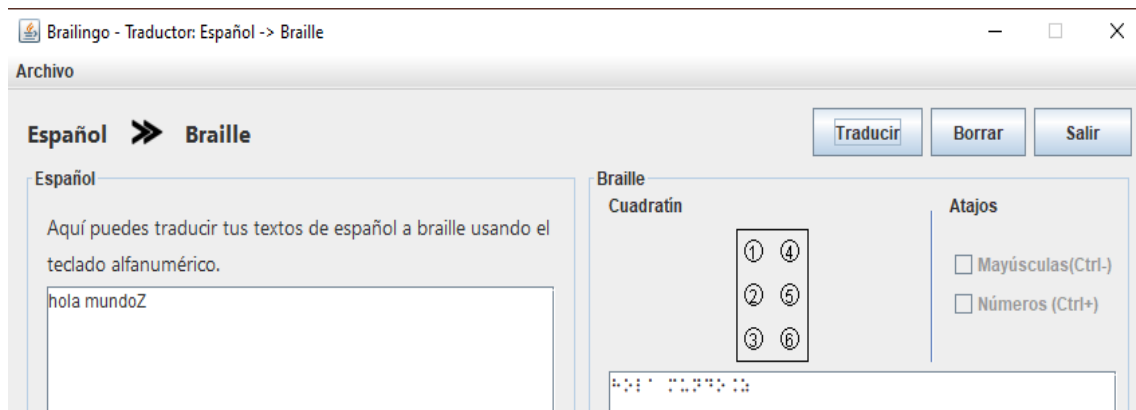 Brailingo - Traductor: Español -> Braille
Archivo
Español >> Braille
Traducir Borrar Salir
Español
Aquí puedes traducir tus textos de español a braille usando el
teclado alfanumérico.
hola mundoZ
Braille
Cuadratin Atajos
1 4
2 5
3 6
Mayúsculas(Ctrl-)
Números (Ctrl+)
⠓⠕⠇⠁ ⠍⠥⠝⠙⠕⠨⠵